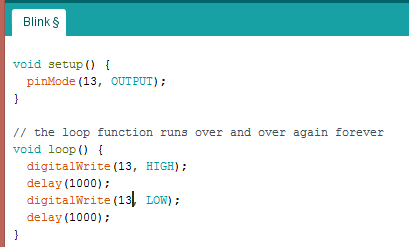 Blink §
void setup() {
  pinMode(13, OUTPUT);
}
// the loop function runs over and over again forever
void loop() {
  digitalWrite(13, HIGH);
  delay(1000);
  digitalWrite(13, LOW);
  delay(1000);
}